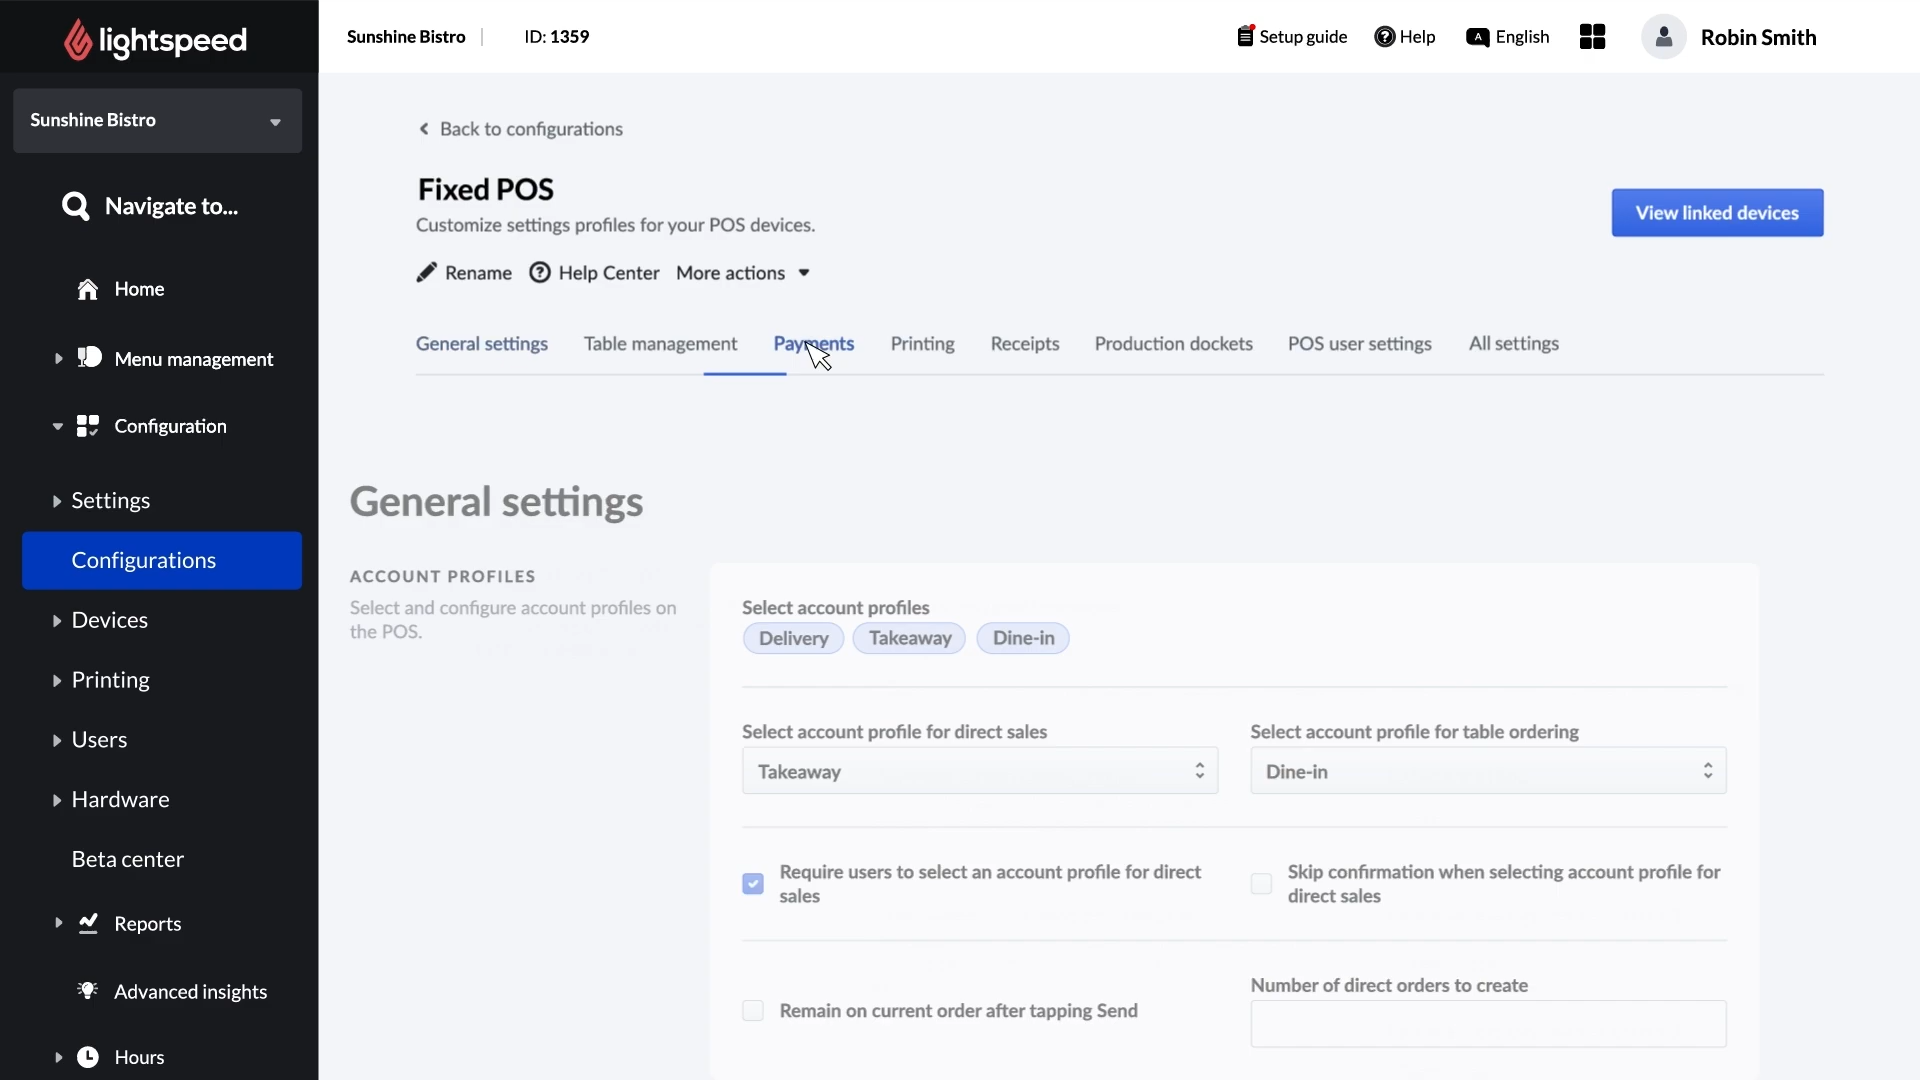 lightspeed
Sunshine Bistro
ID: 1359
Setup guide
Help
English
Robin Smith
Sunshine Bistro
Navigate to...
Home
Menu management
Configuration
Settings
Configurations
Devices
Printing
Users
Hardware
Beta center
Reports
Advanced insights
Hours
Back to configurations
Fixed POS
Customize settings profiles for your POS devices.
View linked devices
Rename Help Center More actions
General settings Table management Payments Printing Receipts Production dockets POS user settings All settings
General settings
ACCOUNT PROFILES
Select and configure account profiles on
the POS.
Select account profiles
Delivery Takeaway Dine-in
Select account profile for direct sales
Takeaway
Select account profile for table ordering
Dine-in
Require users to select an account profile for direct
sales
Skip confirmation when selecting account profile for
direct sales
Remain on current order after tapping Send
Number of direct orders to create